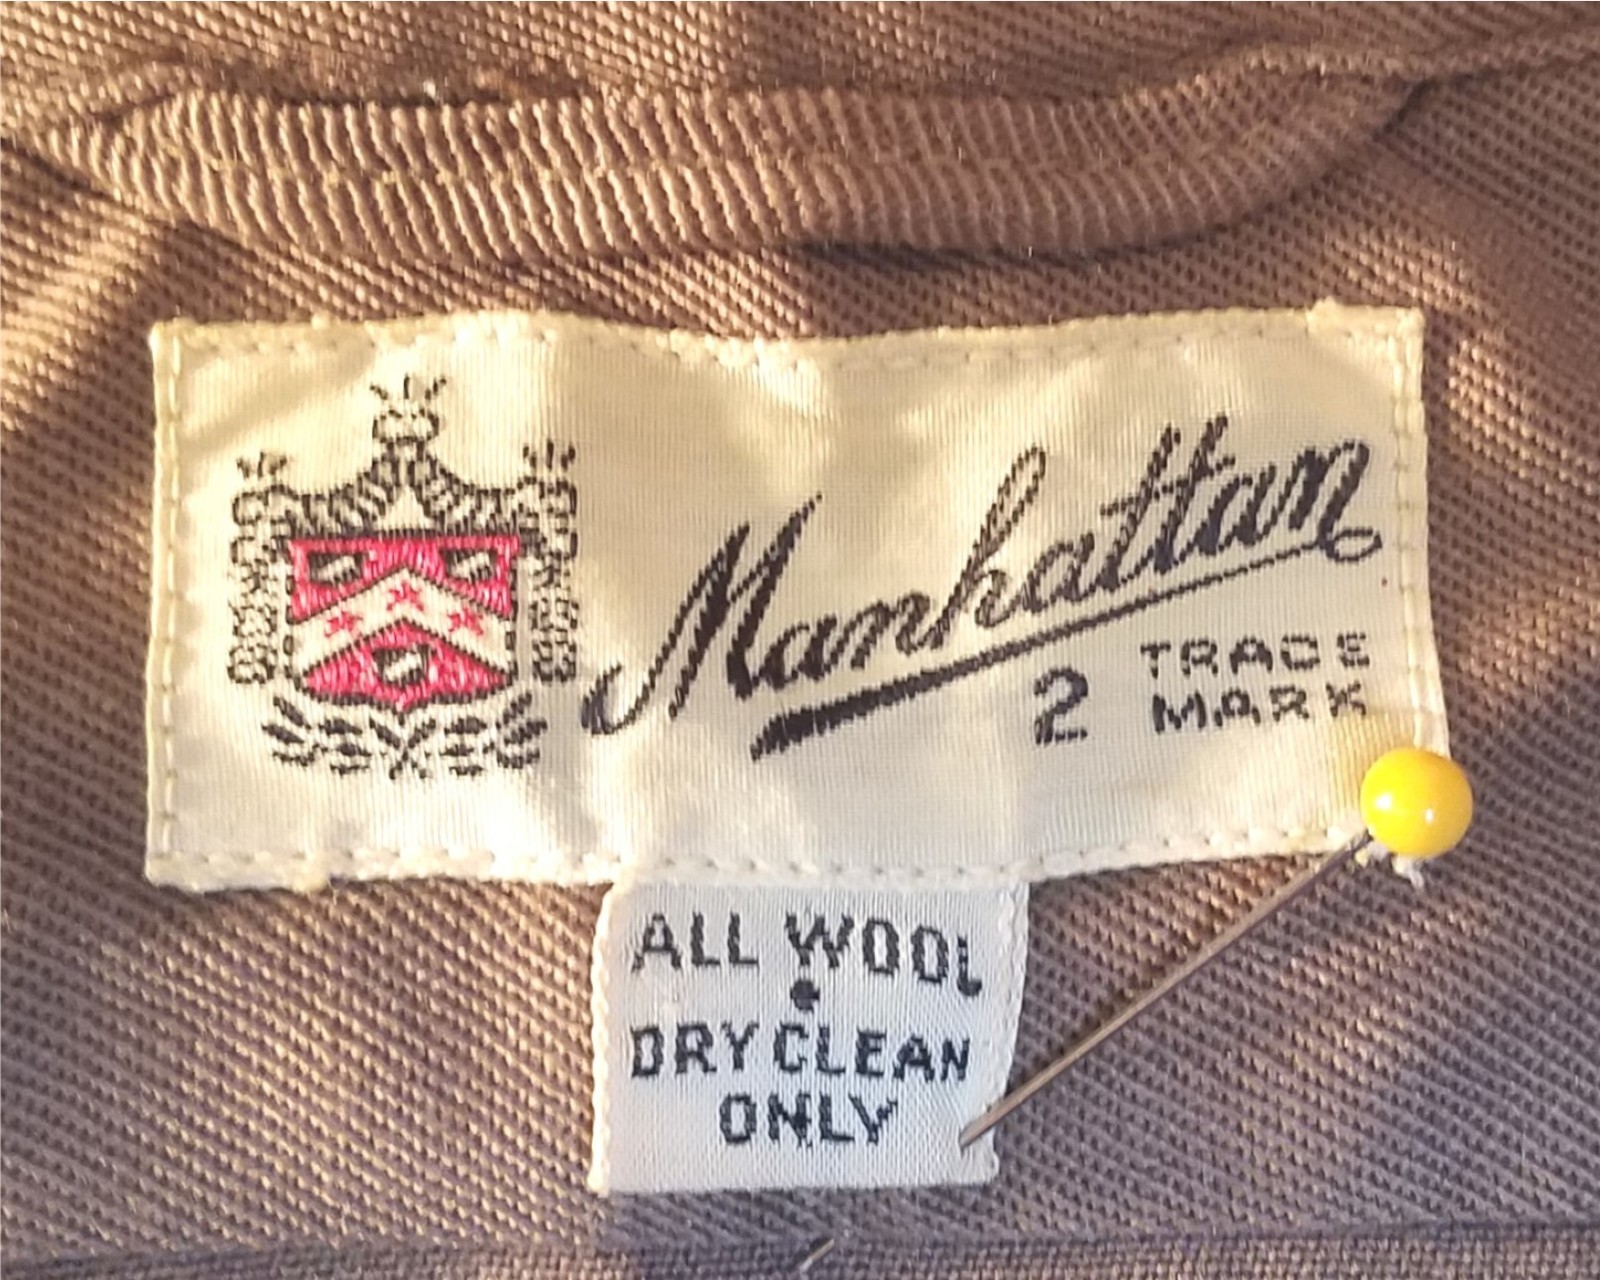 Manhattan
2 TRADE
MARK
ALL WOOL
•
DRY CLEAN
ONLY